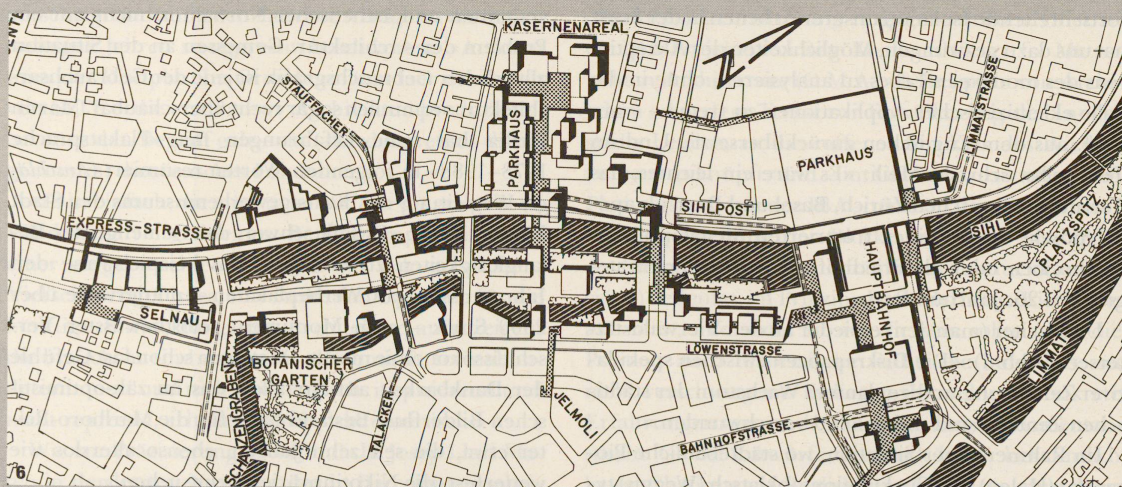 KASERNENAREAL
STAUFFACHER
PARKHAUS
PARKHAUS
LIMMATSTRASSE
EXPRESS-STRASSE
SIHLPOST
SIHL
PLATZSPITZ
HAUPTBAHNHOF
SELNAU
LIMMAT
LÖWENSTRASSE
BOTANISCHER
GARTEN
SCHANZENGRABEN
TALACKER
JELMOLI
BAHNHOFSTRASSE
6